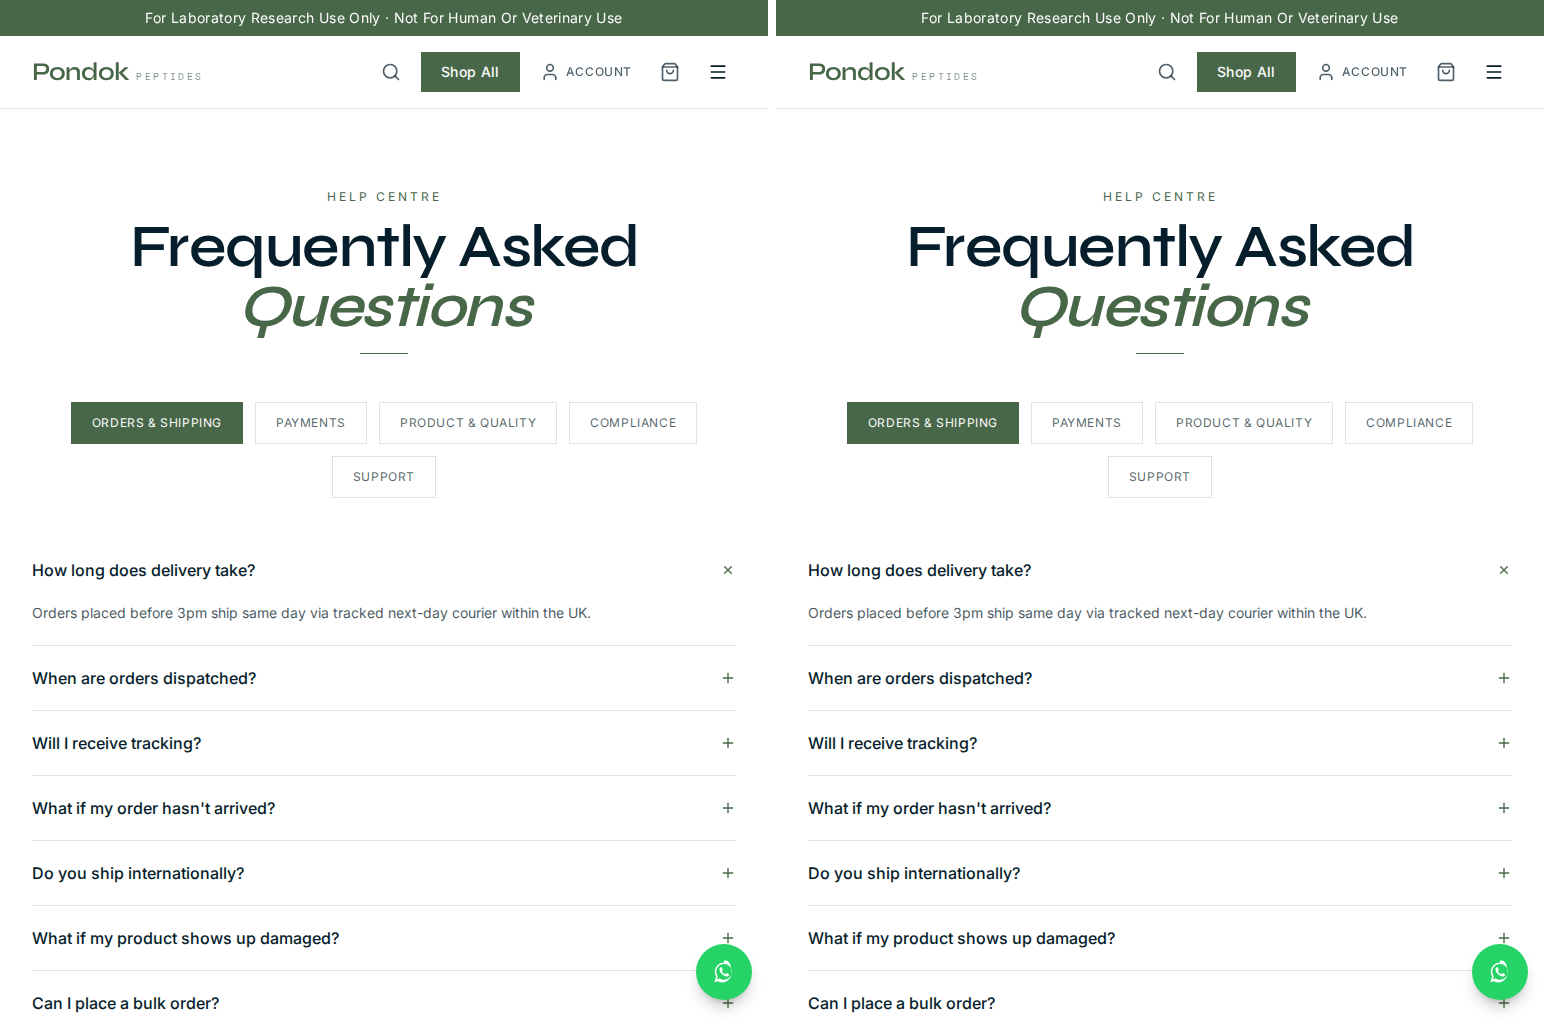 For Laboratory Research Use Only · Not For Human Or Veterinary Use
Pondok PEPTIDES
Shop All
ACCOUNT
HELP CENTRE
Frequently Asked
Questions
ORDERS & SHIPPING
PAYMENTS
PRODUCT & QUALITY
COMPLIANCE
SUPPORT
How long does delivery take?
Orders placed before 3pm ship same day via tracked next-day courier within the UK.
When are orders dispatched?
Will I receive tracking?
What if my order hasn't arrived?
Do you ship internationally?
What if my product shows up damaged?
Can I place a bulk order?
For Laboratory Research Use Only · Not For Human Or Veterinary Use
Pondok PEPTIDES
Shop All
ACCOUNT
HELP CENTRE
Frequently Asked
Questions
ORDERS & SHIPPING
PAYMENTS
PRODUCT & QUALITY
COMPLIANCE
SUPPORT
How long does delivery take?
Orders placed before 3pm ship same day via tracked next-day courier within the UK.
When are orders dispatched?
Will I receive tracking?
What if my order hasn't arrived?
Do you ship internationally?
What if my product shows up damaged?
Can I place a bulk order?